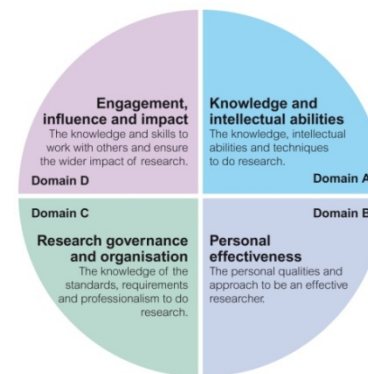 Engagement,
influence and impact
The knowledge and skills to
work with others and ensure
the wider impact of research.
Domain D
Knowledge and
intellectual abilities
The knowledge, intellectual
abilities and techniques
to do research.
Domain A
Domain C
Research governance
and organisation
The knowledge of the
standards, requirements
and professionalism to do
research.
Domain B
Personal
effectiveness
The personal qualities and
approach to be an effective
researcher.